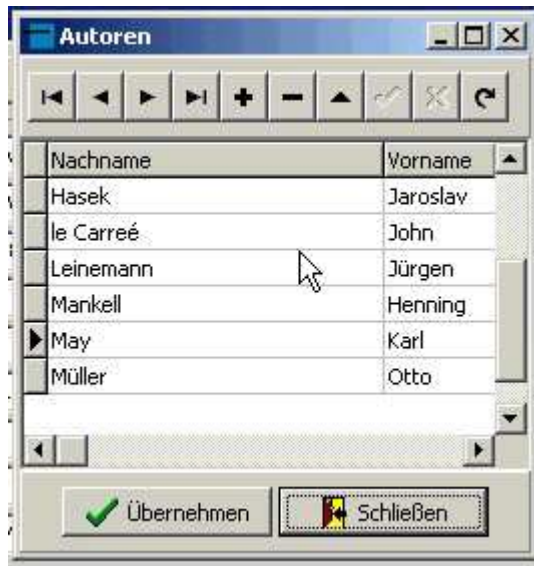 Autoren
Nachname Vorname
Hasek Jaroslav
le Carreé John
Leinemann Jürgen
Mankell Henning
May Karl
Müller Otto
Übernehmen Schließen